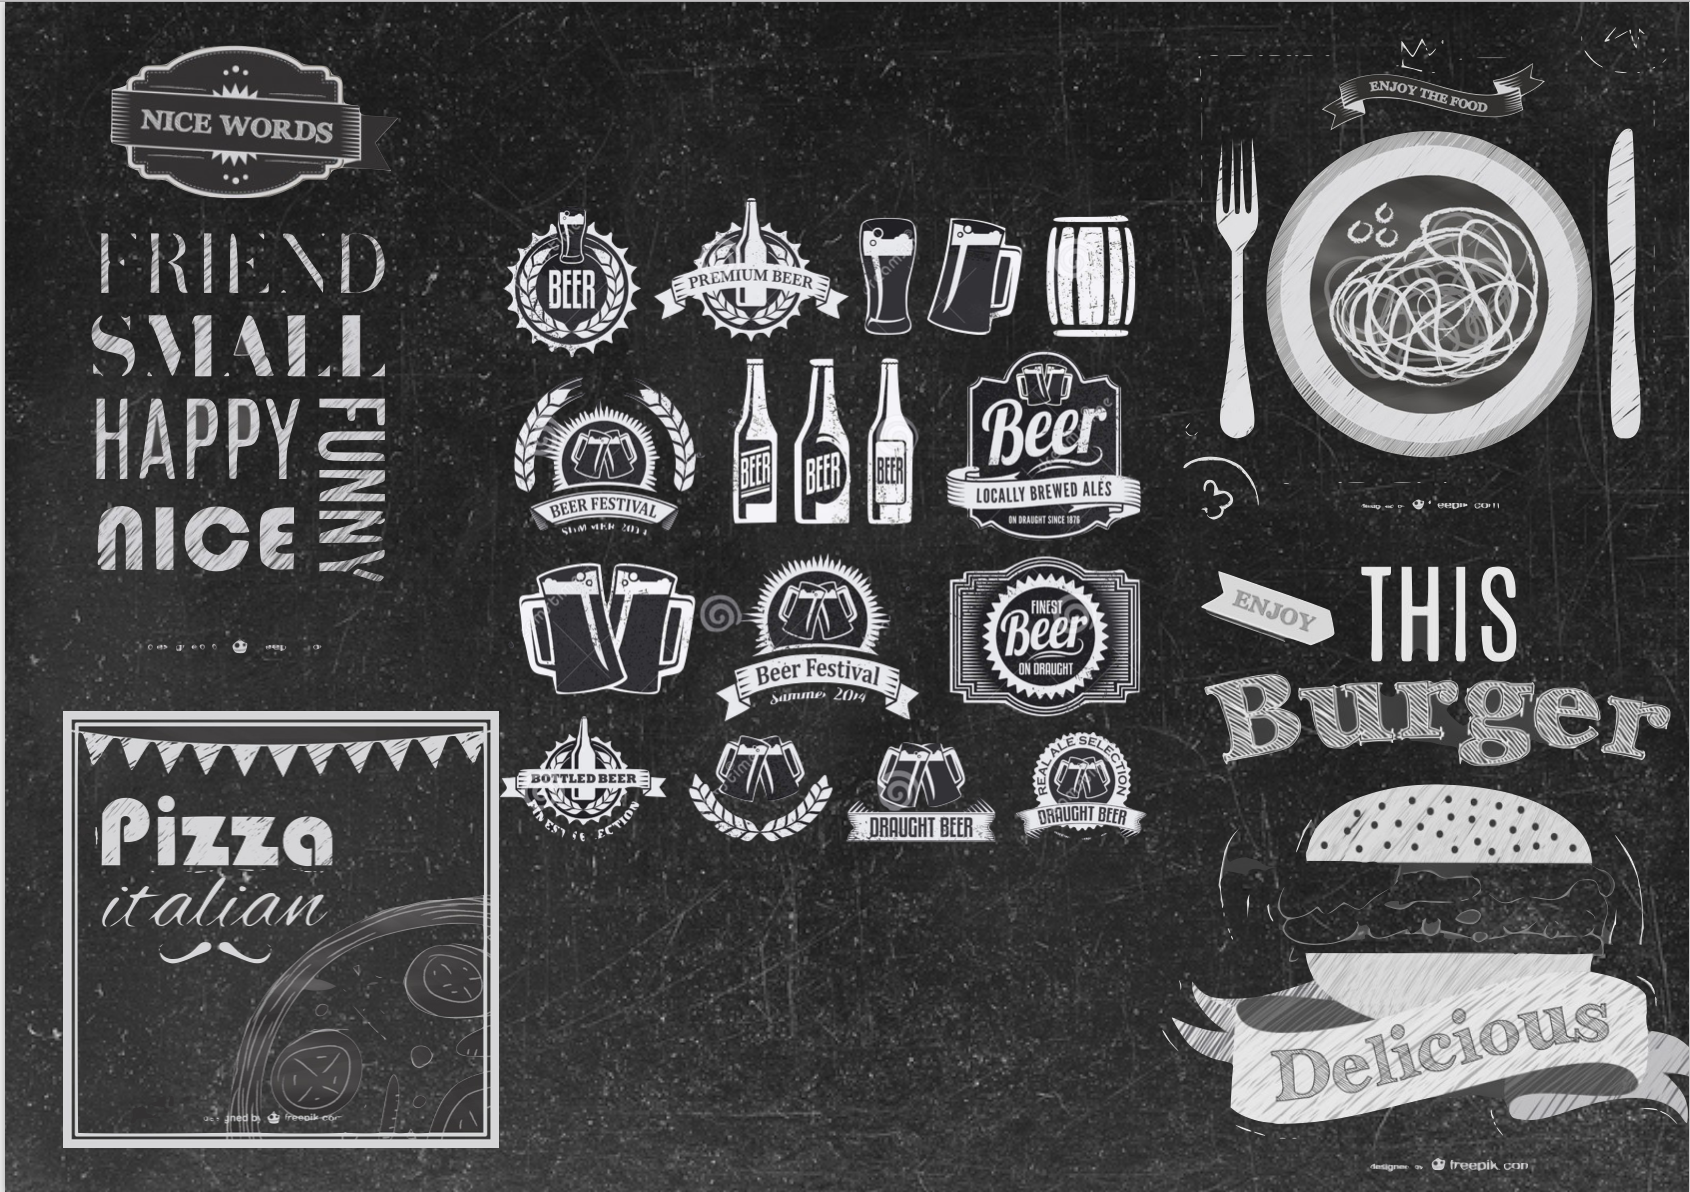 NICE WORDS
FRIEND
SMALL
HAPPY
FUNNY
NICE
Pizza
italian
designed by freepik.com
BEER
PREMIUM BEER
BEER FESTIVAL
SUMMER 2014
BEER
BEER
BEER
Beer
LOCALLY BREWED ALES
ON DRAUGHT SINCE 1876
Beer Festival
Summer 2014
FINEST
Beer
ON DRAUGHT
BOTTLED BEER
FINEST SELECTION
DRAUGHT BEER
REAL ALE SELECTION
DRAUGHT BEER
ENJOY THE FOOD
ENJOY
THIS
Burger
Delicious
designed by freepik.com